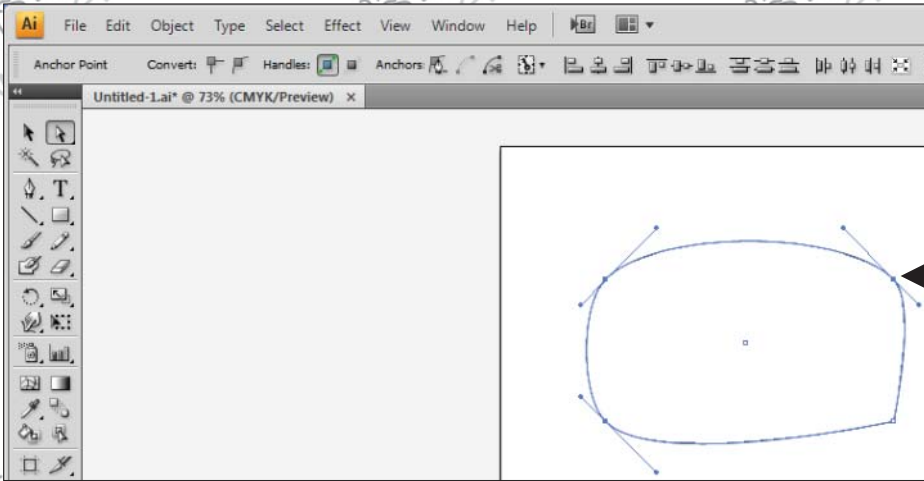 Ai File Edit Object Type Select Effect View Window Help Br
Anchor Point Convert: Handles: Anchors:
Untitled-1.ai* @ 73% (CMYK/Preview) ×
T